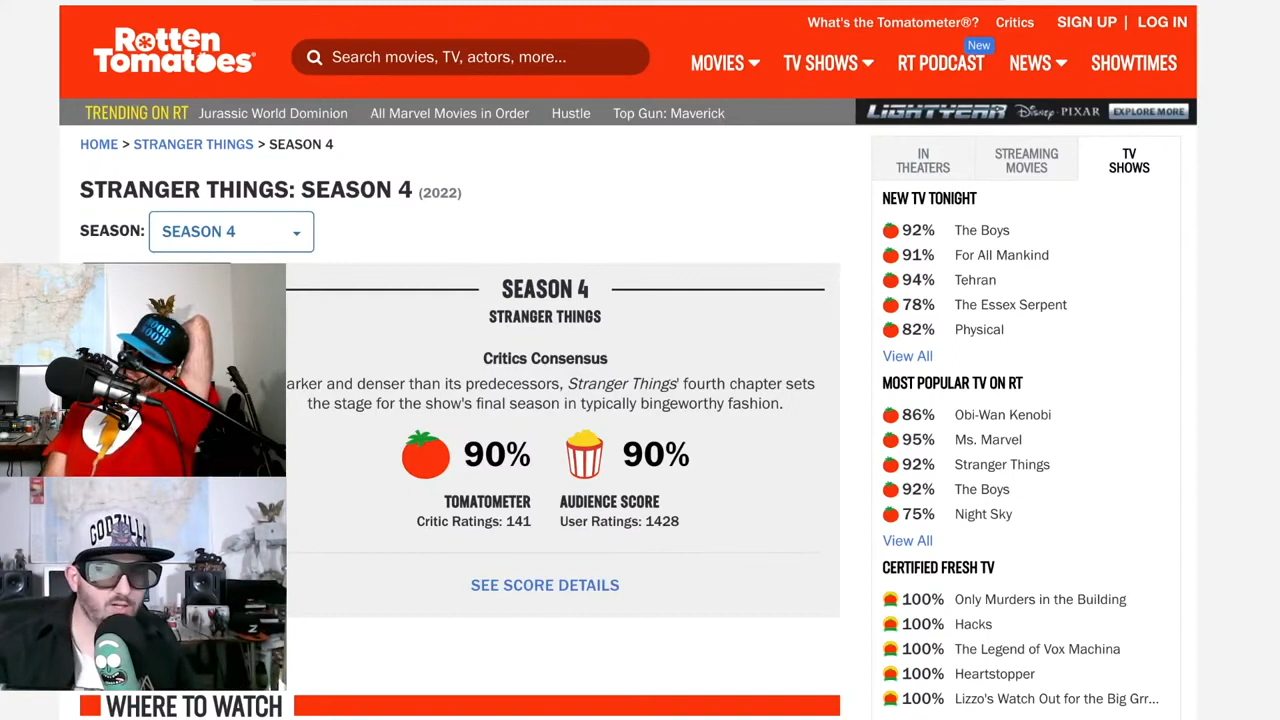 What's the Tomatometer®?
Critics
SIGN UP | LOG IN
Rotten
Tomatoes
Search movies, TV, actors, more...
New
MOVIES
TV SHOWS
RT PODCAST
NEWS
SHOWTIMES
TRENDING ON RT
Jurassic World Dominion
All Marvel Movies in Order
Hustle
Top Gun: Maverick
LIGHTYEAR
Disney PIXAR
EXPLORE MORE
HOME > STRANGER THINGS > SEASON 4
STRANGER THINGS: SEASON 4 (2022)
SEASON: SEASON 4
SEASON 4
STRANGER THINGS
Critics Consensus
arker and denser than its predecessors, Stranger Things' fourth chapter sets
the stage for the show's final season in typically bingeworthy fashion.
90%
90%
TOMATOMETER
AUDIENCE SCORE
Critic Ratings: 141
User Ratings: 1428
SEE SCORE DETAILS
WHERE TO WATCH
NOOB
NOOB
GODZILLA
Z
IN
THEATERS
STREAMING
MOVIES
TV
SHOWS
NEW TV TONIGHT
92% The Boys
91% For All Mankind
94% Tehran
78% The Essex Serpent
82% Physical
View All
MOST POPULAR TV ON RT
86% Obi-Wan Kenobi
95% Ms. Marvel
92% Stranger Things
92% The Boys
75% Night Sky
View All
CERTIFIED FRESH TV
100% Only Murders in the Building
100% Hacks
100% The Legend of Vox Machina
100% Heartstopper
100% Lizzo's Watch Out for the Big Grr...